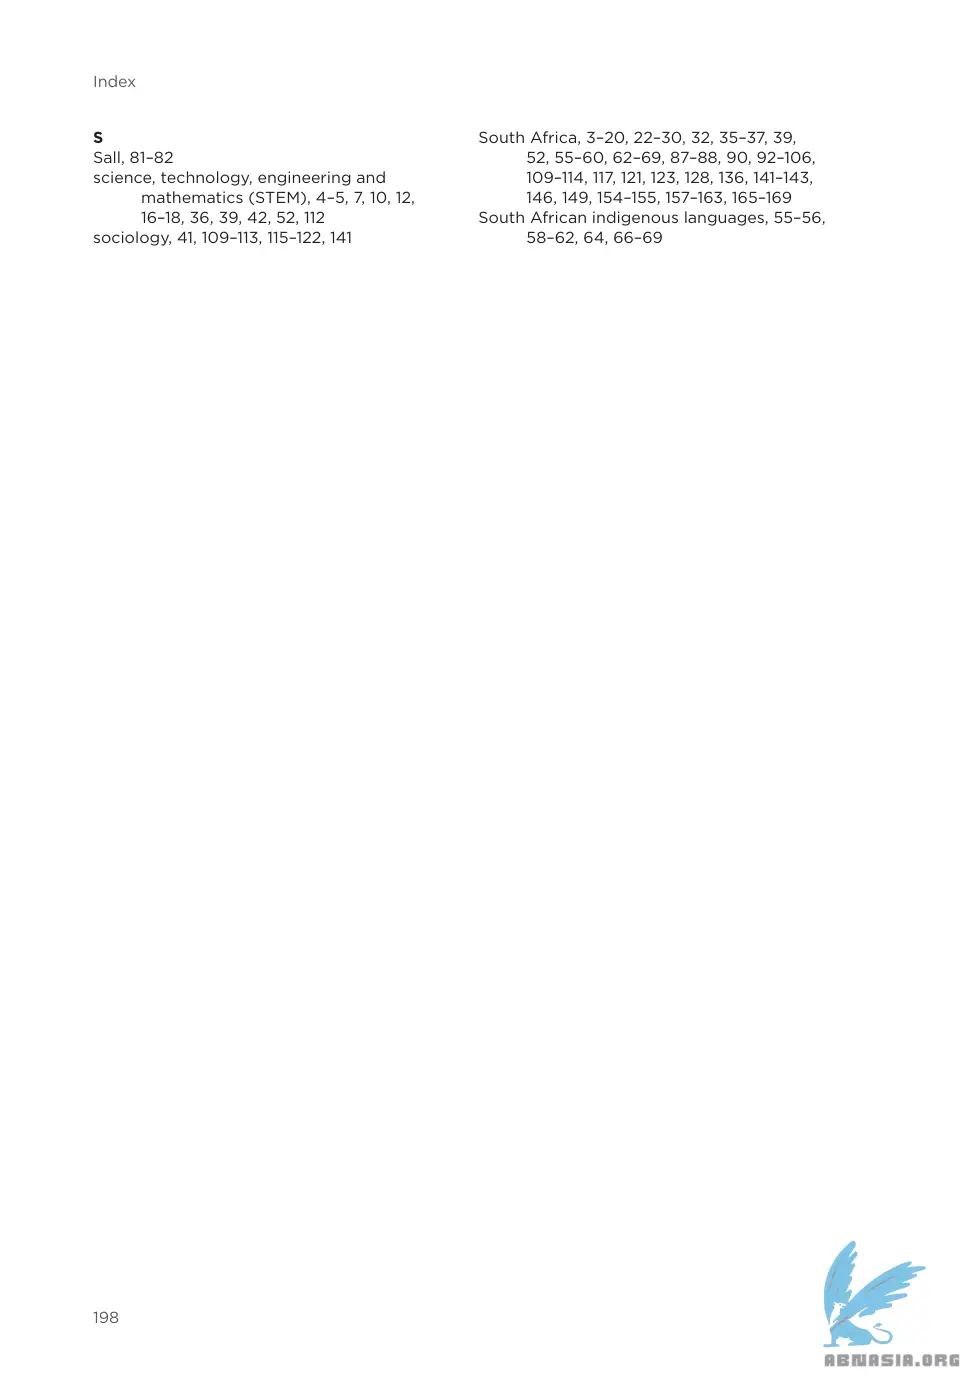 Index
S
Sall, 81–82
science, technology, engineering and
mathematics (STEM), 4–5, 7, 10, 12,
16–18, 36, 39, 42, 52, 112
sociology, 41, 109–113, 115–122, 141
South Africa, 3–20, 22–30, 32, 35–37, 39,
52, 55–60, 62–69, 87–88, 90, 92–106,
109–114, 117, 121, 123, 128, 136, 141–143,
146, 149, 154–155, 157–163, 165–169
South African indigenous languages, 55–56,
58–62, 64, 66–69
198
ABNASIA.ORG